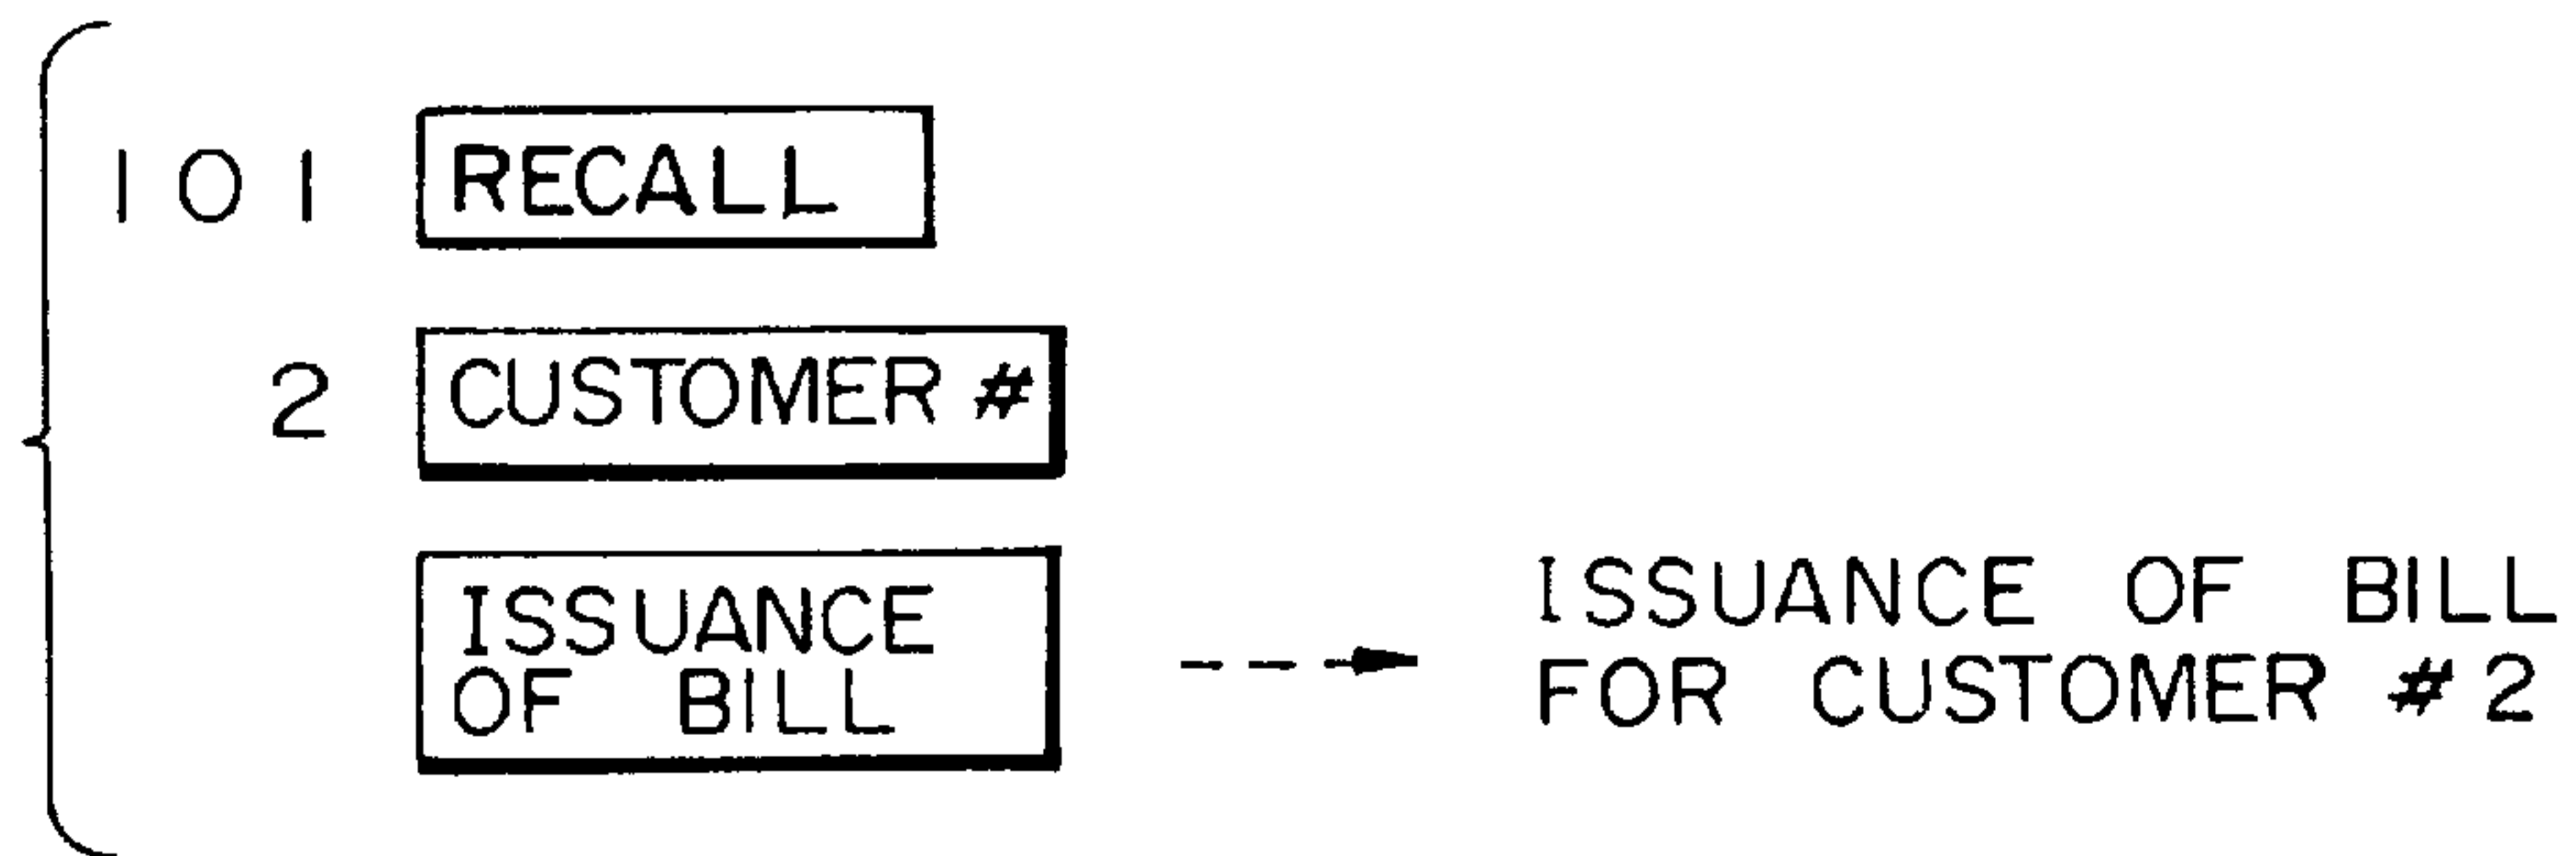 101 RECALL
2 CUSTOMER #
ISSUANCE
OF BILL
ISSUANCE OF BILL
FOR CUSTOMER #2